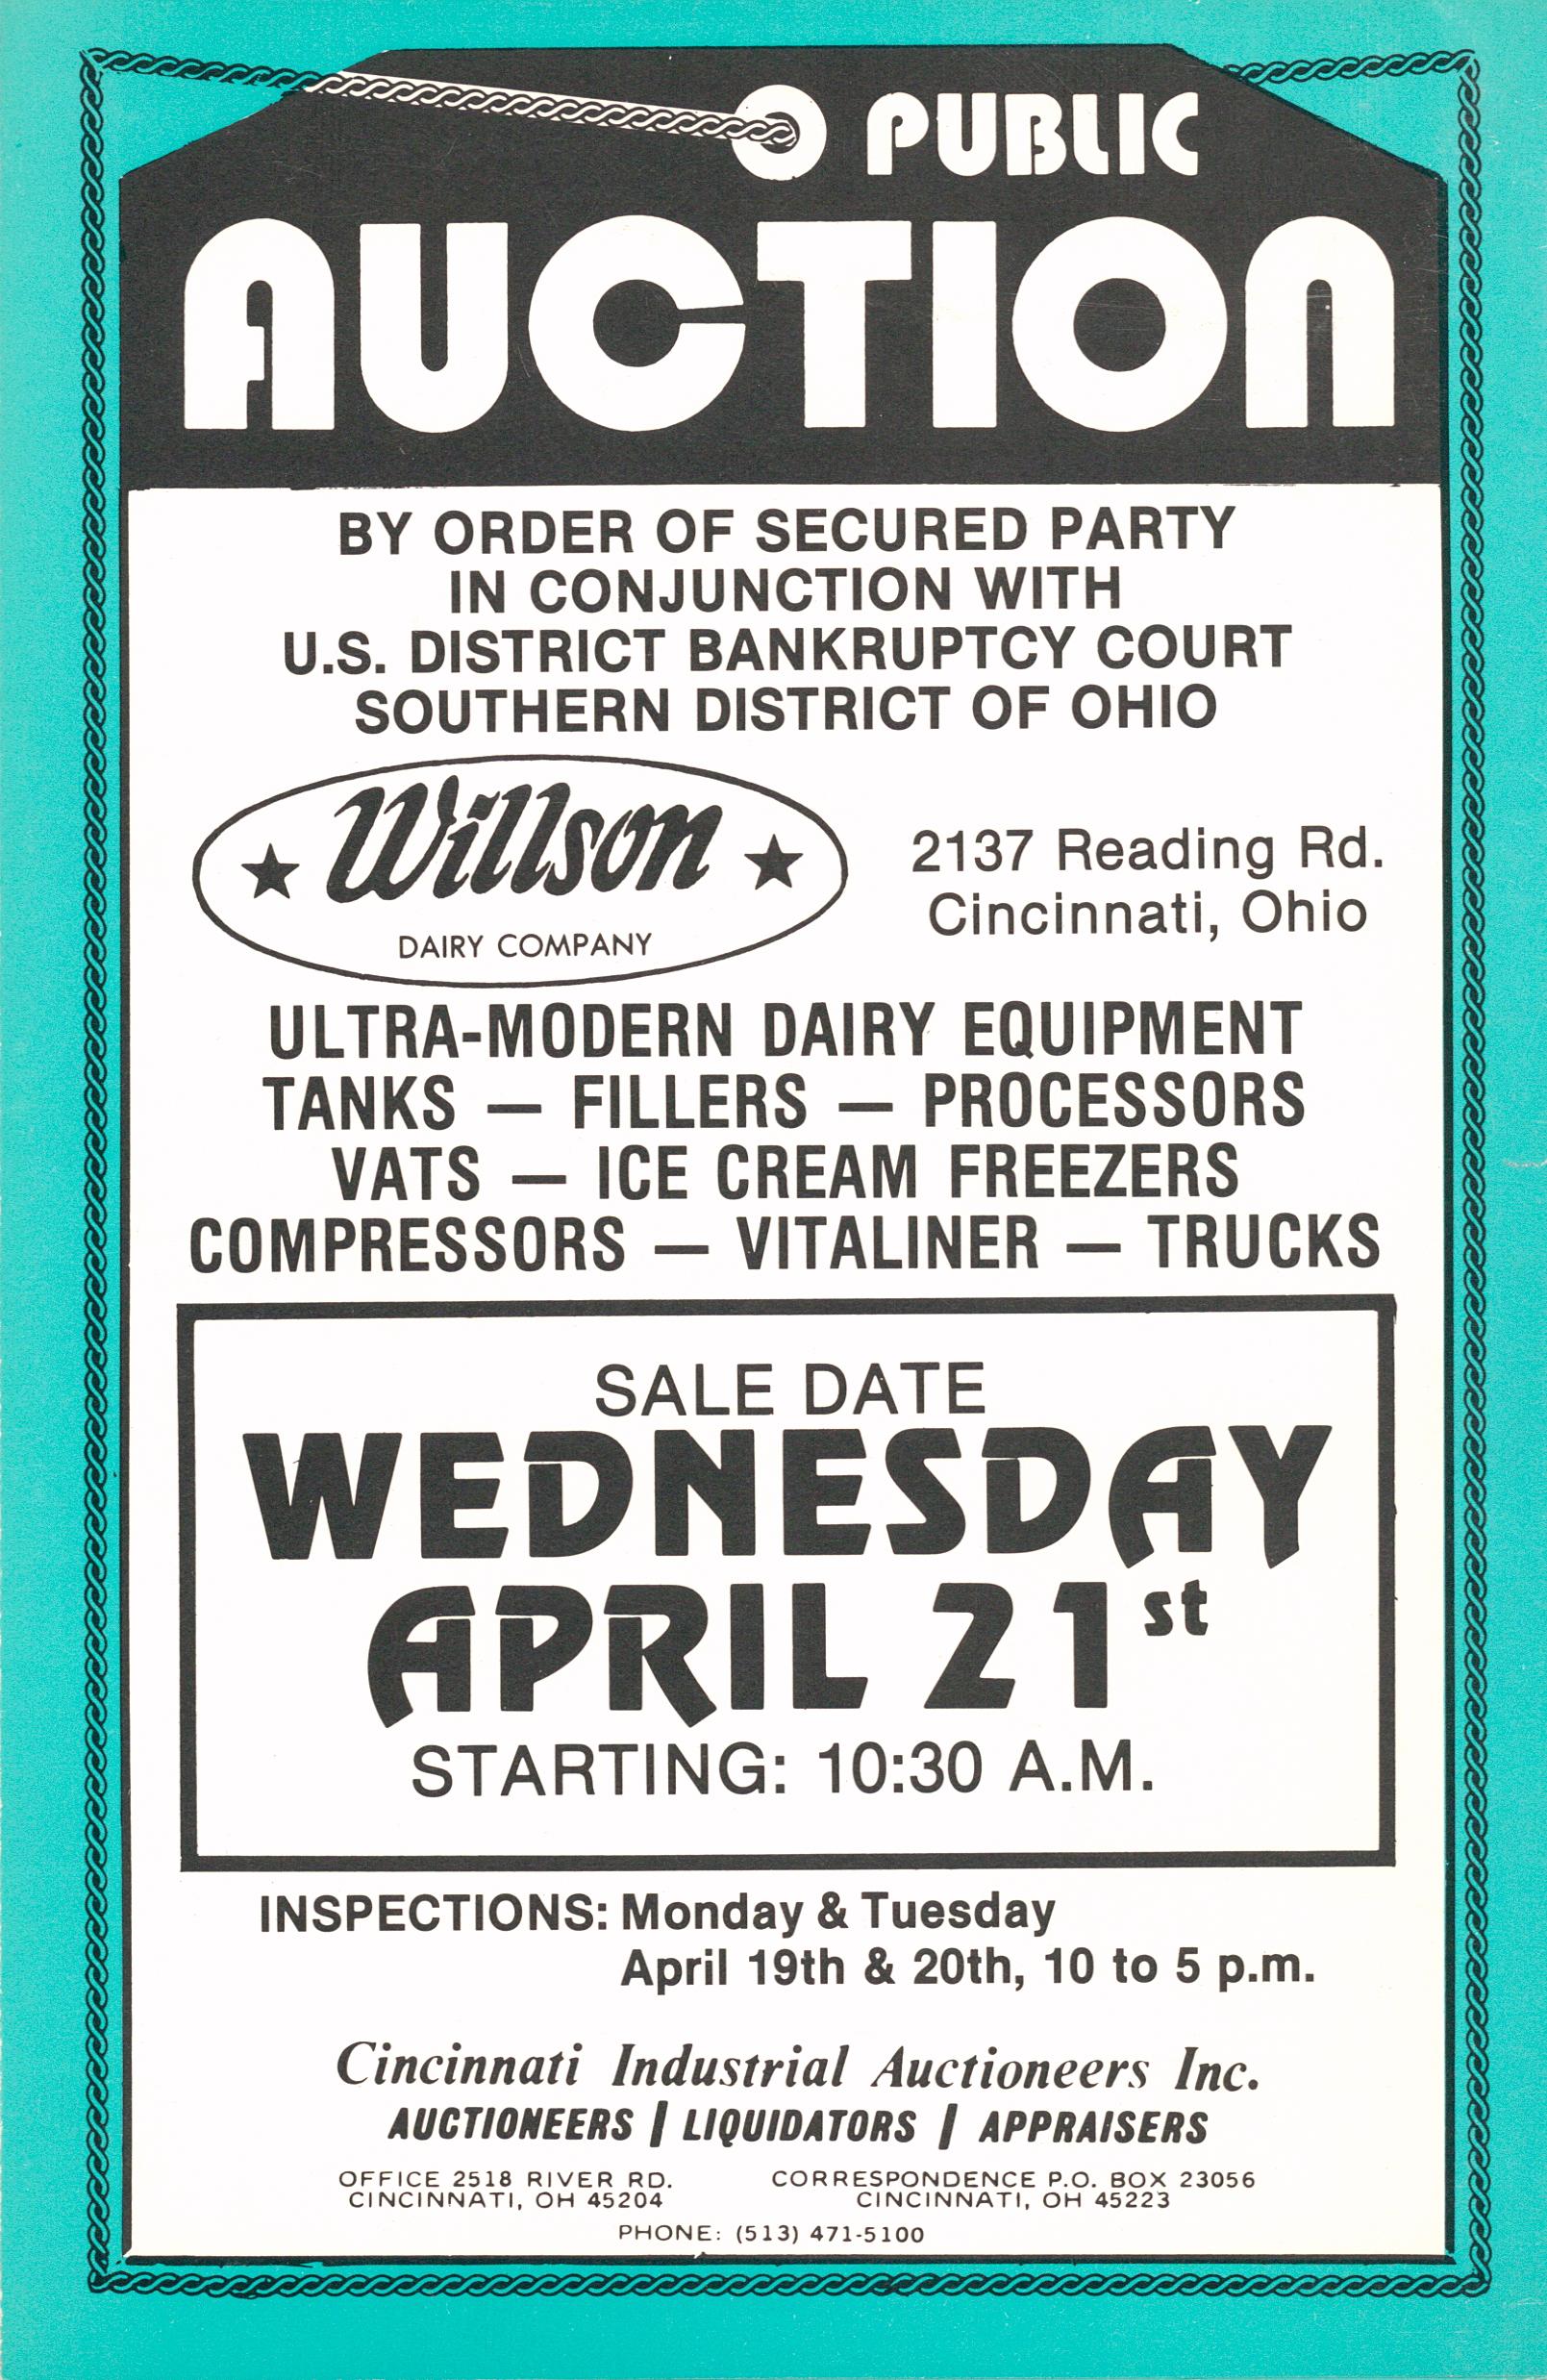 PUBLIC
AUCTION
BY ORDER OF SECURED PARTY
IN CONJUNCTION WITH
U.S. DISTRICT BANKRUPTCY COURT
SOUTHERN DISTRICT OF OHIO
Willson
DAIRY COMPANY
2137 Reading Rd.
Cincinnati, Ohio
ULTRA-MODERN DAIRY EQUIPMENT
TANKS — FILLERS — PROCESSORS
VATS — ICE CREAM FREEZERS
COMPRESSORS — VITALINER — TRUCKS
SALE DATE
WEDNESDAY
APRIL 21st
STARTING: 10:30 A.M.
INSPECTIONS: Monday & Tuesday
April 19th & 20th, 10 to 5 p.m.
Cincinnati Industrial Auctioneers Inc.
AUCTIONEERS / LIQUIDATORS / APPRAISERS
OFFICE 2518 RIVER RD.
CINCINNATI, OH 45204
CORRESPONDENCE P.O. BOX 23056
CINCINNATI, OH 45223
PHONE: (513) 471-5100